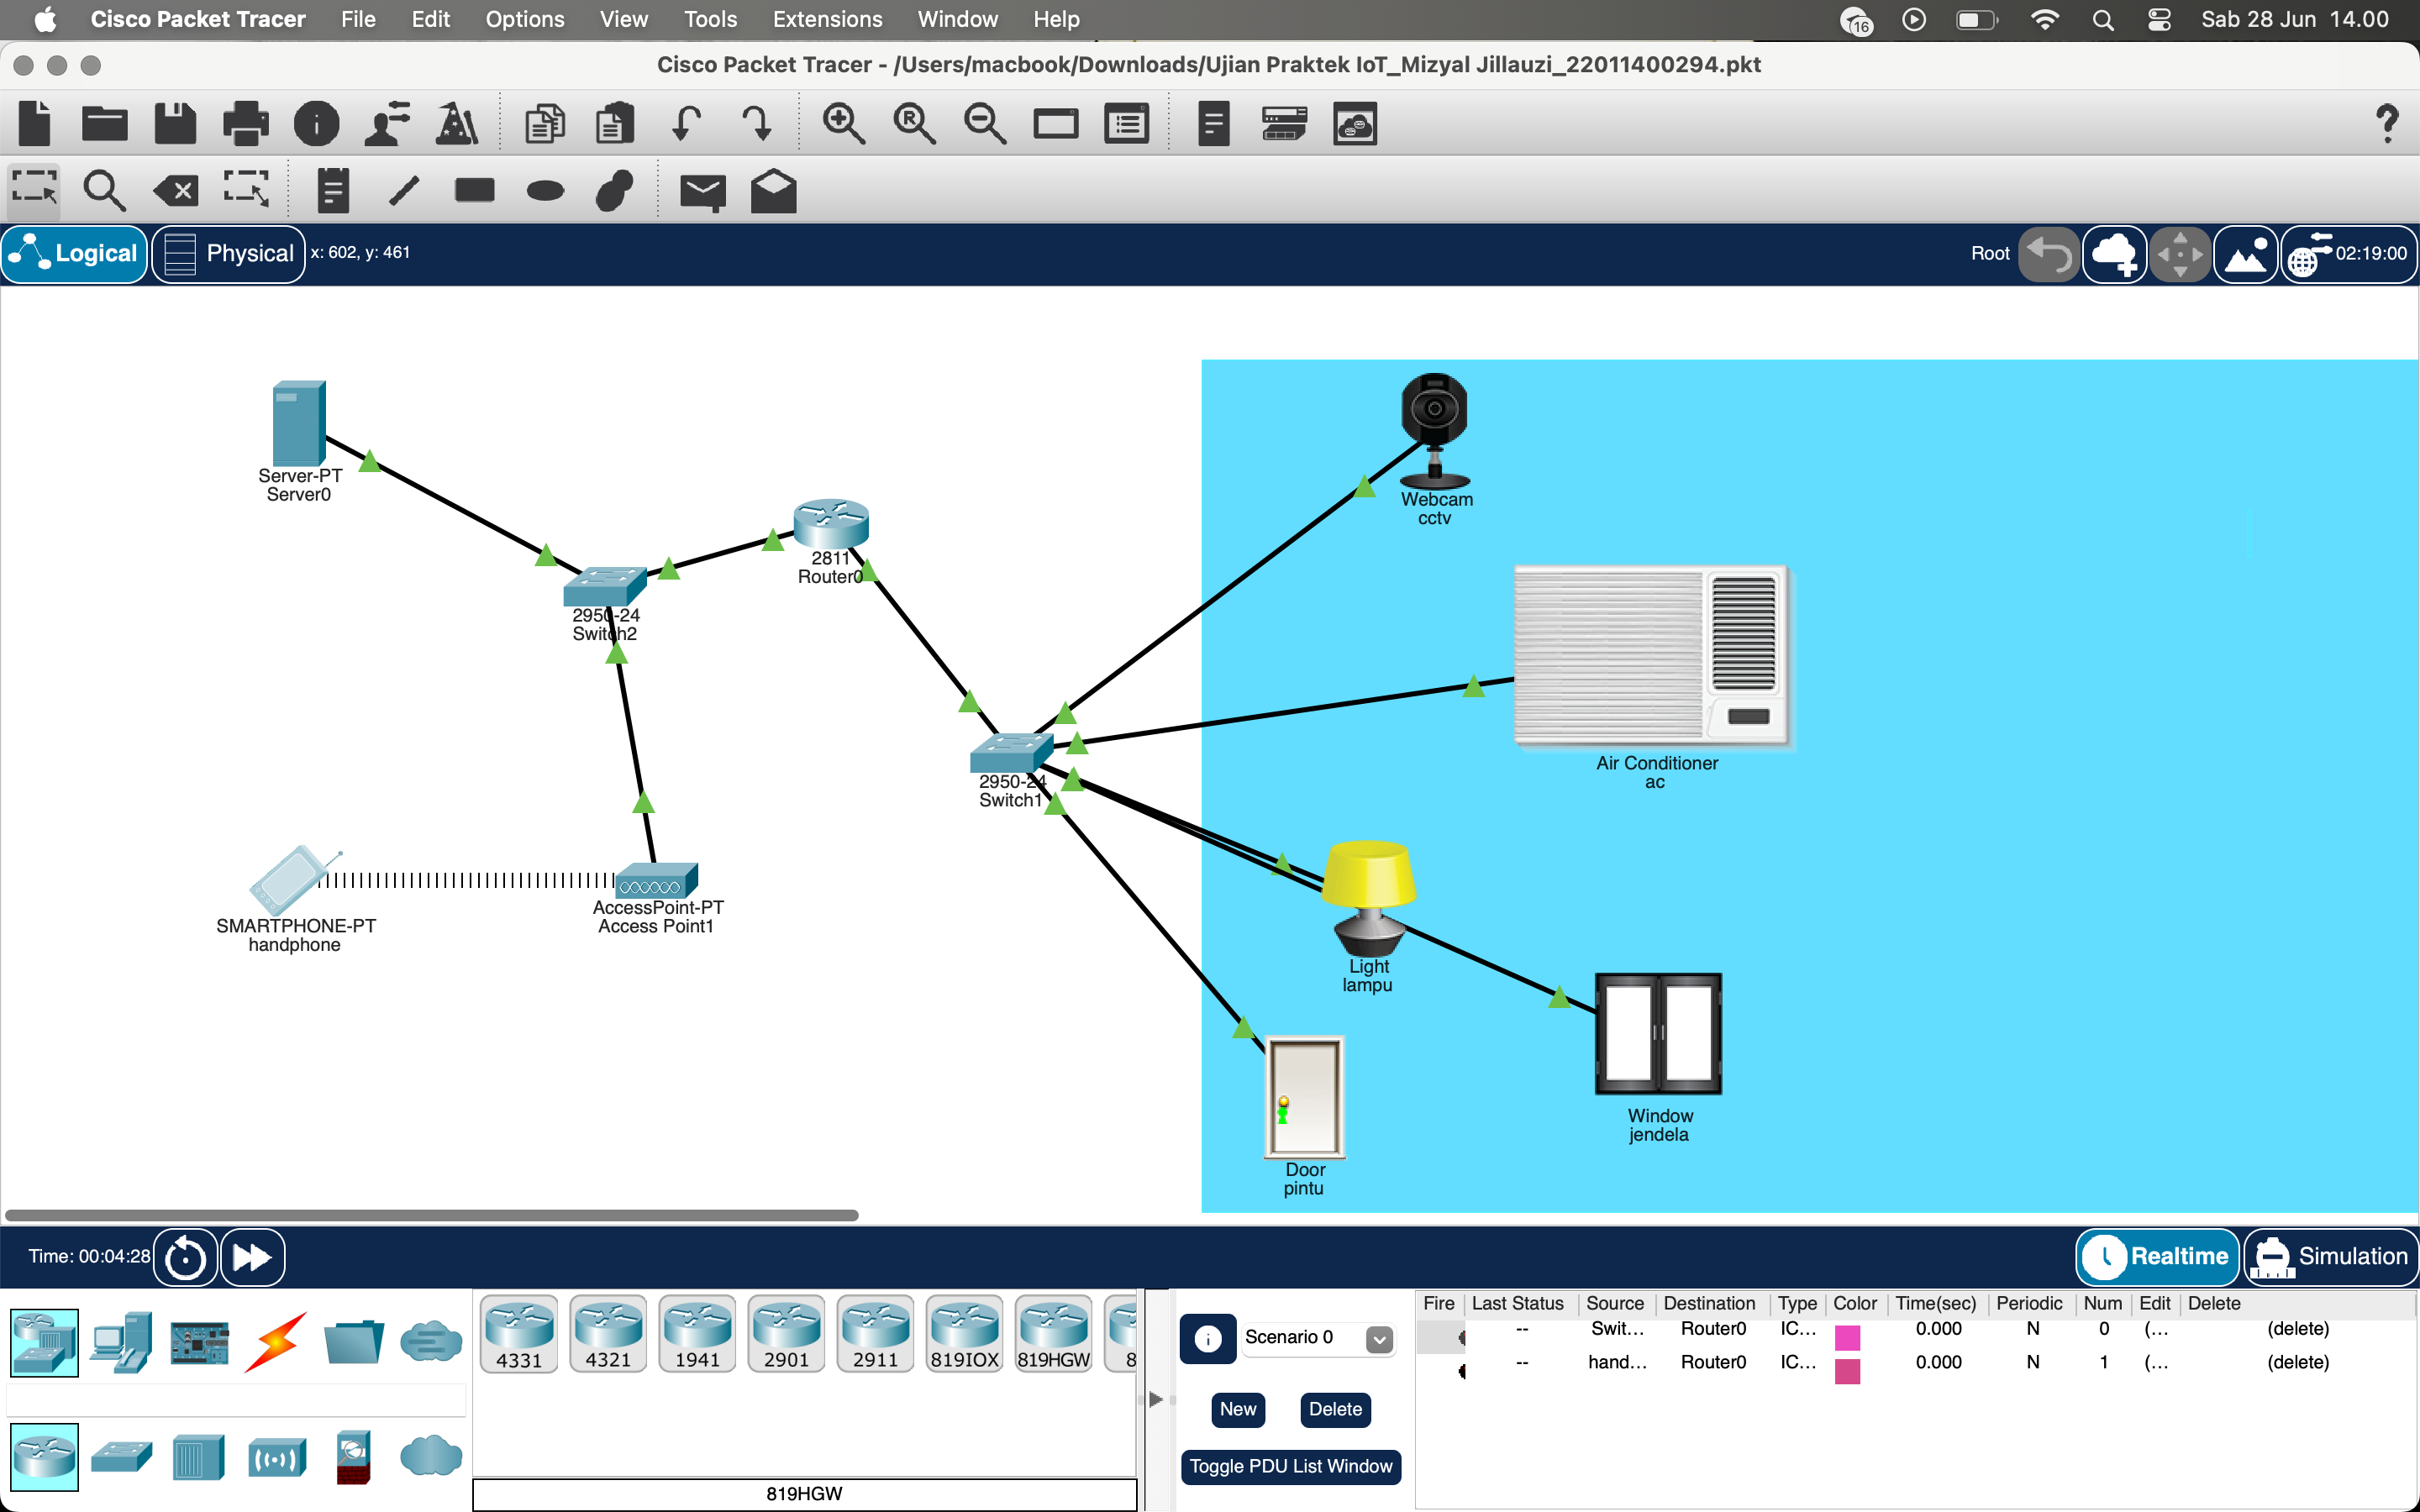 Cisco Packet Tracer File Edit Options View Tools Extensions Window Help 16 Sab 28 Jun 14.00
Cisco Packet Tracer - /Users/macbook/Downloads/Ujian Praktek IoT_Mizyal Jillauzi_22011400294.pkt
Logical Physical x: 602, y: 461 Root 02:19:00
Server-PT
Server0
2811
Router0
2950-24
Switch2
Webcam
cctv
Air Conditioner
ac
2950-24
Switch1
SMARTPHONE-PT
handphone
AccessPoint-PT
Access Point1
Light
lampu
Window
jendela
Door
pintu
Time: 00:04:28 Realtime Simulation
4331 4321 1941 2901 2911 819IOX 819HGW 8
819HGW
Scenario 0
New Delete
Toggle PDU List Window
Fire Last Status Source Destination Type Color Time(sec) Periodic Num Edit Delete
-- Swit... Router0 IC... 0.000 N 0 (... (delete)
-- hand... Router0 IC... 0.000 N 1 (... (delete)